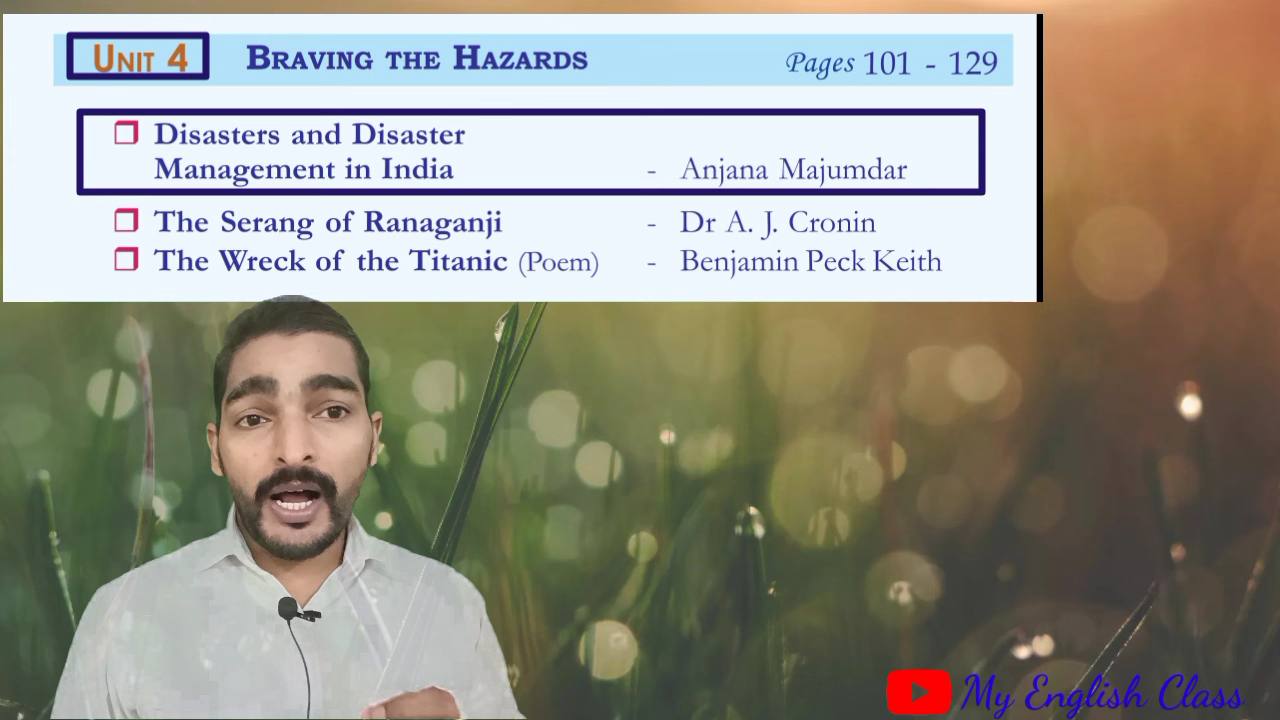 UNIT 4 BRAVING THE HAZARDS Pages 101 - 129
Disasters and Disaster
Management in India - Anjana Majumdar
The Serang of Ranaganji - Dr A. J. Cronin
The Wreck of the Titanic (Poem) - Benjamin Peck Keith
My English Class